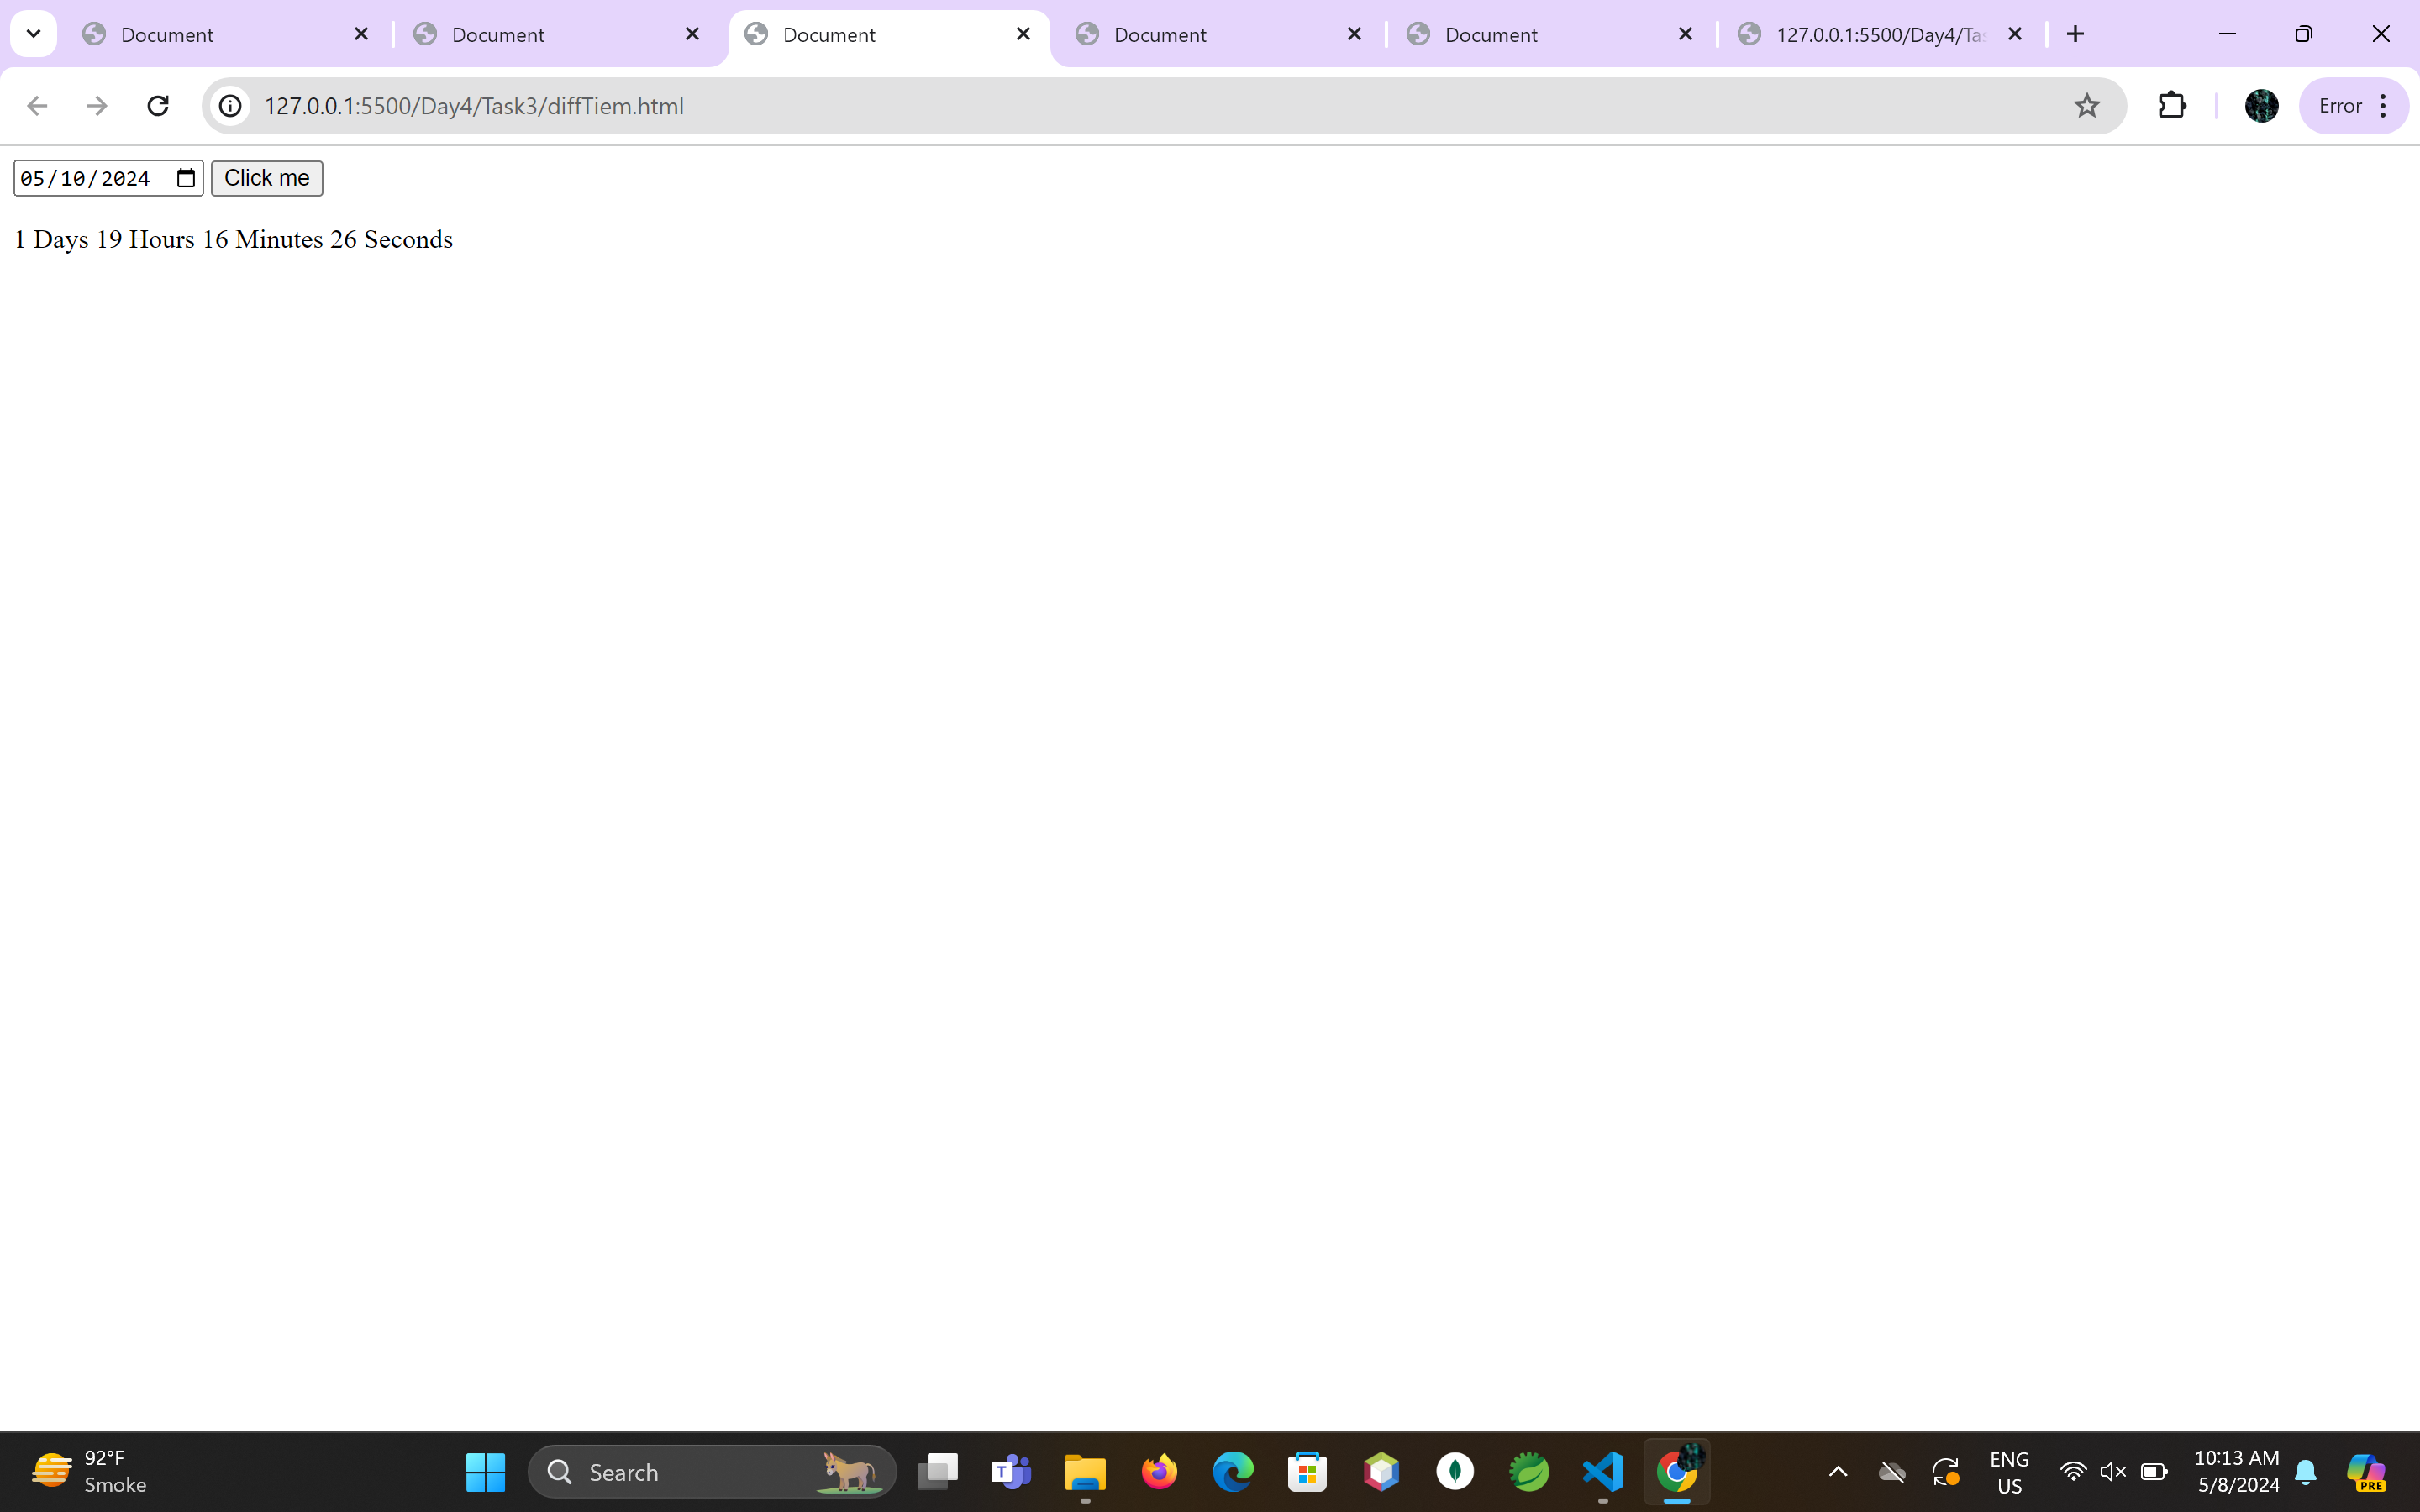 Document
Document
Document
Document
Document
127.0.0.1:5500/Day4/Tas
127.0.0.1:5500/Day4/Task3/diffTiem.html
Error
05/10/2024
Click me
1 Days 19 Hours 16 Minutes 26 Seconds
92°F
Smoke
Search
T
ENG
US
10:13 AM
5/8/2024
PRE